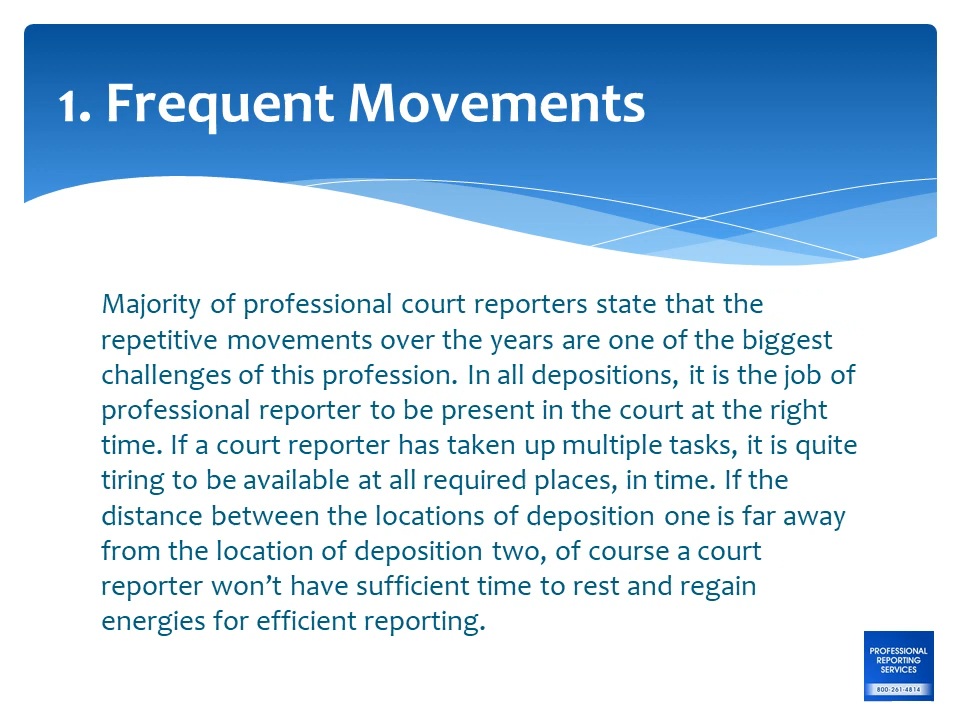 1. Frequent Movements
Majority of professional court reporters state that the
repetitive movements over the years are one of the biggest
challenges of this profession. In all depositions, it is the job of
professional reporter to be present in the court at the right
time. If a court reporter has taken up multiple tasks, it is quite
tiring to be available at all required places, in time. If the
distance between the locations of deposition one is far away
from the location of deposition two, of course a court
reporter won’t have sufficient time to rest and regain
energies for efficient reporting.
PROFESSIONAL
REPORTING
SERVICES
800-261-4814